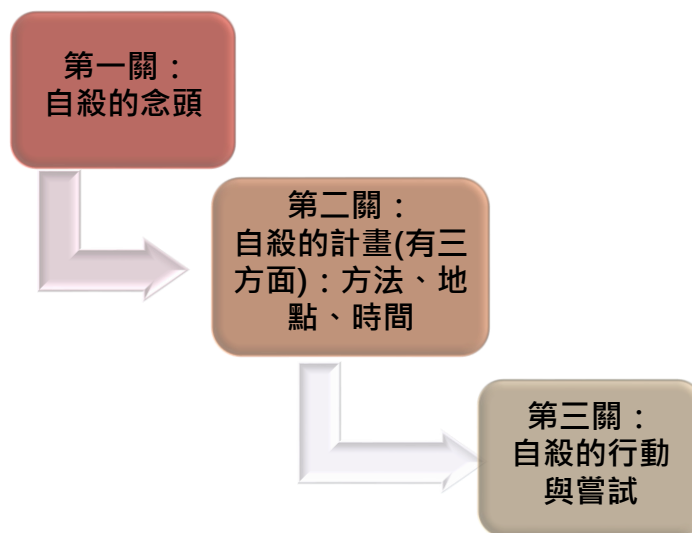 第一關：
自殺的念頭
第二關：
自殺的計畫(有三
方面)：方法、地
點、時間
第三關：
自殺的行動
與嘗試